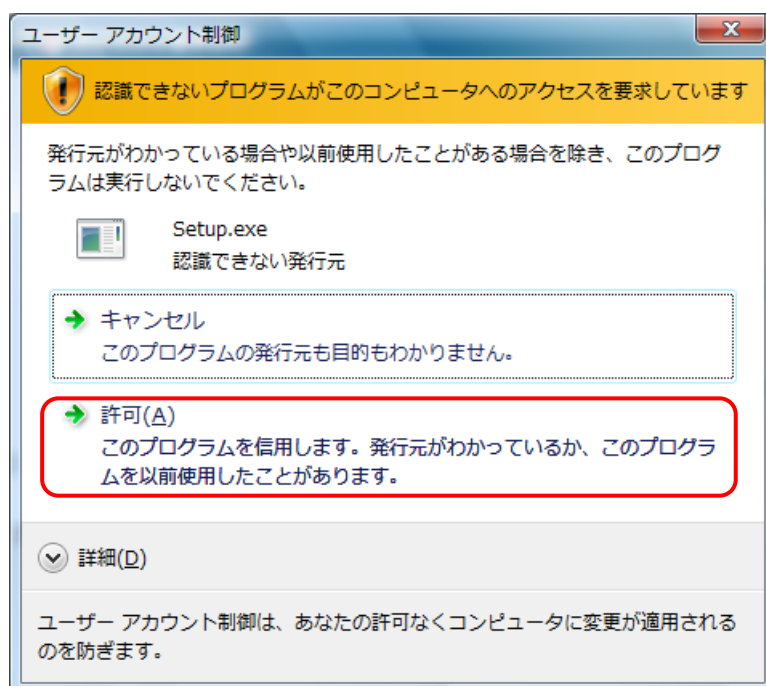 ユーザー アカウント制御
認識できないプログラムがこのコンピュータへのアクセスを要求しています
発行元がわかっている場合や以前使用したことがある場合を除き、このプログ
ラムは実行しないでください。
Setup.exe
認識できない発行元
キャンセル
このプログラムの発行元も目的もわかりません。
許可(A)
このプログラムを信用します。発行元がわかっているか、このプログラ
ムを以前使用したことがあります。
詳細(D)
ユーザー アカウント制御は、あなたの許可なくコンピュータに変更が適用される
のを防ぎます。